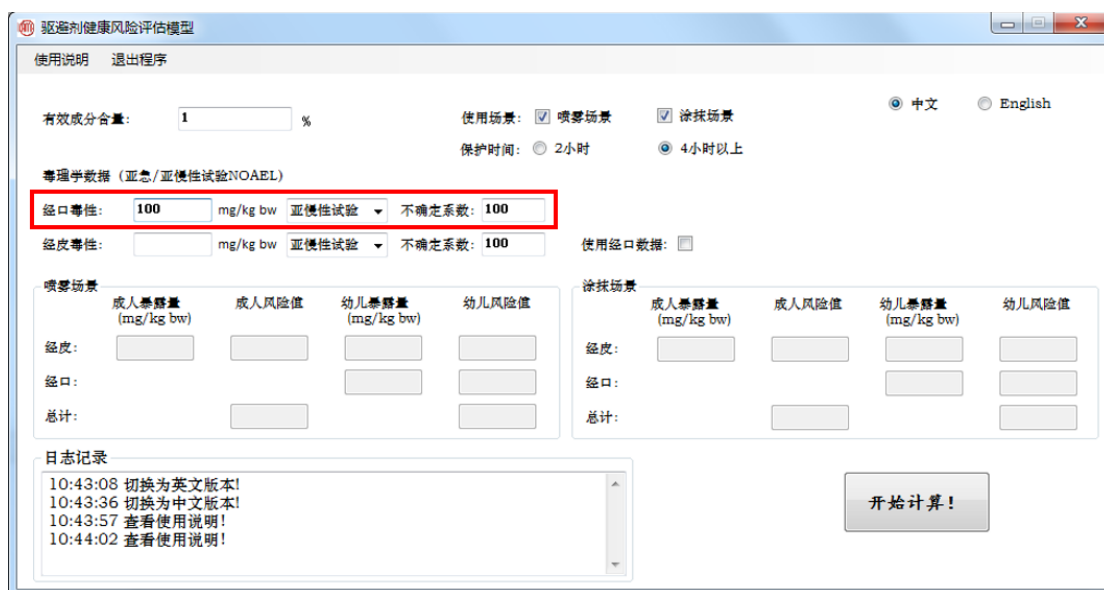 驱避剂健康风险评估模型
使用说明 退出程序
有效成分含量: 1 % 使用场景: 喷雾场景 涂抹场景 中文 English
保护时间: 2小时 4小时以上
毒理学数据 (亚急/亚慢性试验NOAEL)
经口毒性: 100 mg/kg bw 亚慢性试验 不确定系数: 100
经皮毒性: mg/kg bw 亚慢性试验 不确定系数: 100 使用经口数据:
喷雾场景
成人暴露量 成人风险值 幼儿暴露量 幼儿风险值
(mg/kg bw) (mg/kg bw)
经皮:
经口:
总计:
涂抹场景
成人暴露量 成人风险值 幼儿暴露量 幼儿风险值
(mg/kg bw) (mg/kg bw)
经皮:
经口:
总计:
日志记录
10:43:08 切换为英文版本!
10:43:36 切换为中文版本!
10:43:57 查看使用说明!
10:44:02 查看使用说明!
开始计算!